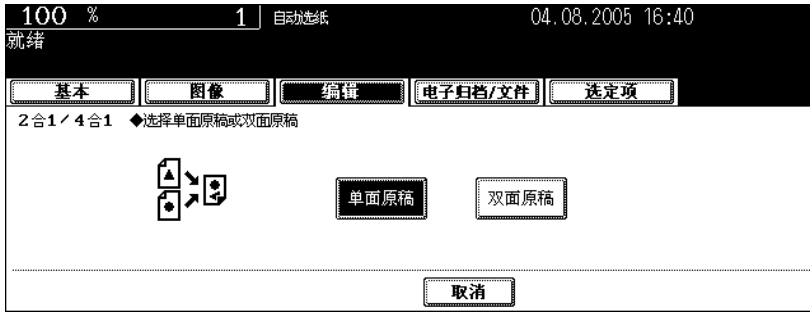 100 % 1 自动选纸 04.08.2005 16:40
就绪
基本 图像 编辑 电子归档/文件 选定项
2合1/4合1 ◆选择单面原稿或双面原稿
单面原稿 双面原稿
取消